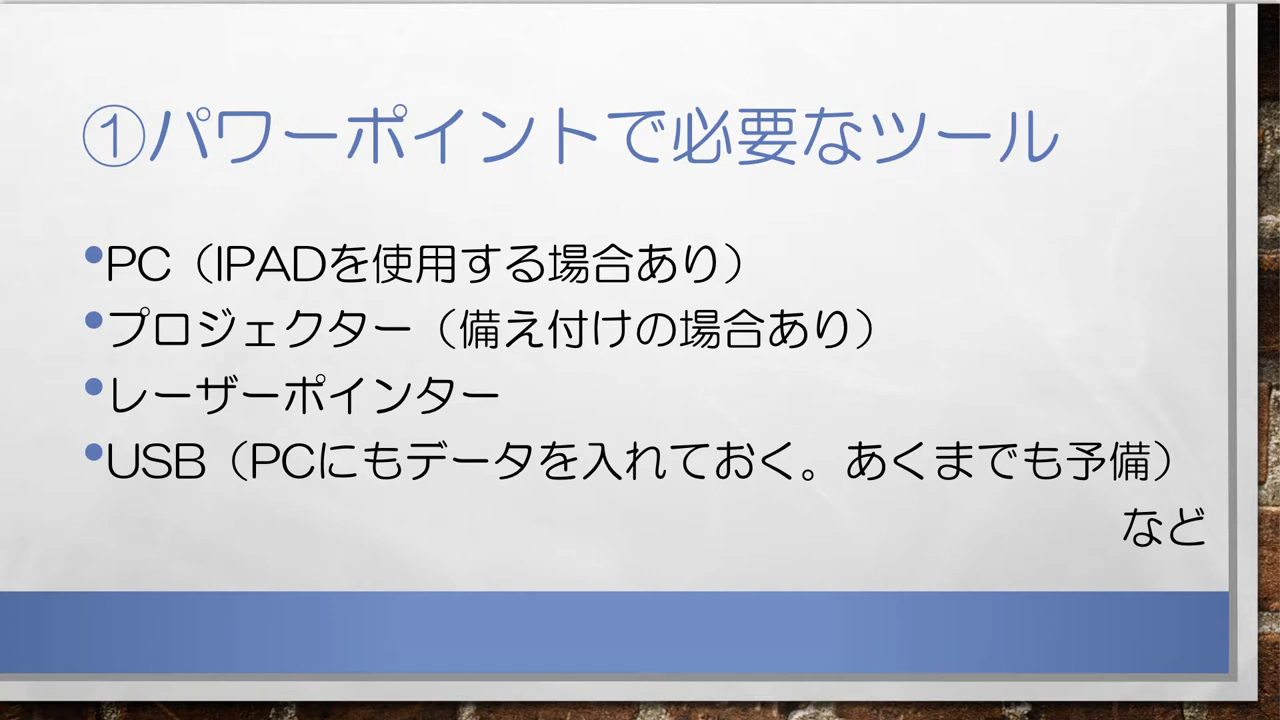 ①パワーポイントで必要なツール
•PC（IPADを使用する場合あり）
•プロジェクター（備え付けの場合あり）
•レーザーポインター
•USB（PCにもデータを入れておく。あくまでも予備）
など